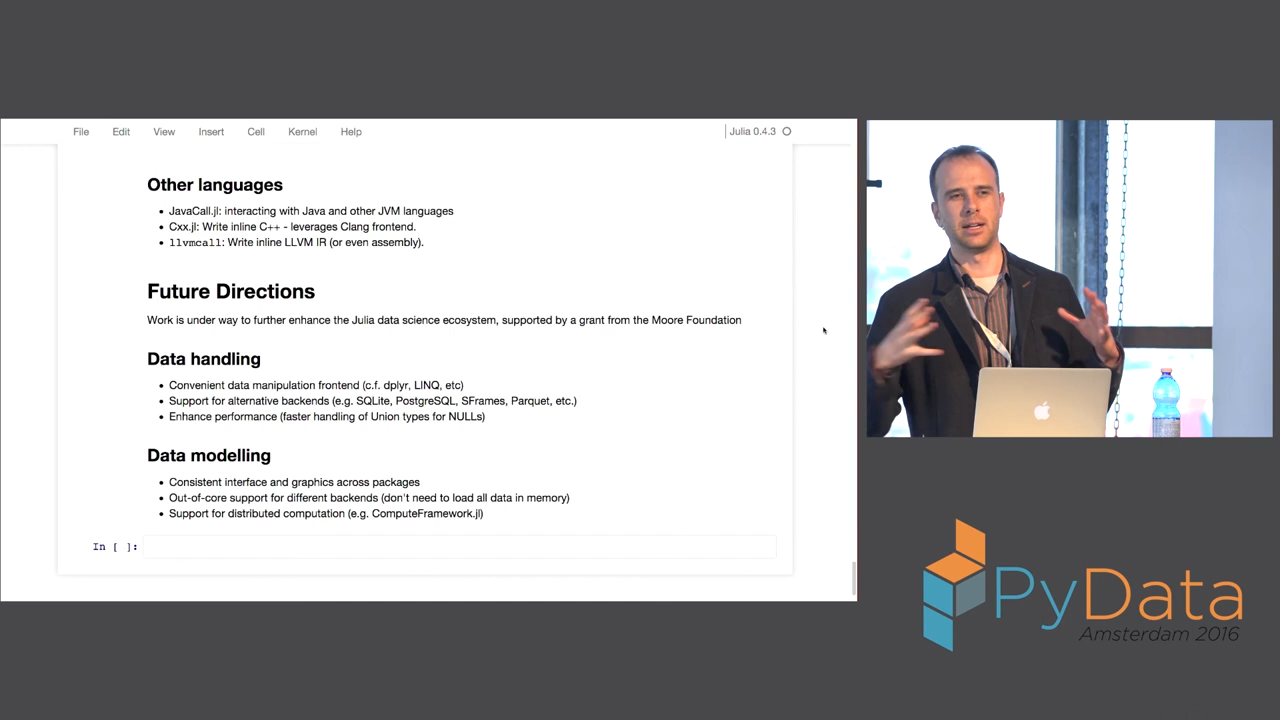 File Edit View Insert Cell Kernel Help
Julia 0.4.3
Other languages
JavaCall.jl: interacting with Java and other JVM languages
Cxx.jl: Write inline C++ - leverages Clang frontend.
llvmcall: Write inline LLVM IR (or even assembly).
Future Directions
Work is under way to further enhance the Julia data science ecosystem, supported by a grant from the Moore Foundation
Data handling
Convenient data manipulation frontend (c.f. dplyr, LINQ, etc)
Support for alternative backends (e.g. SQLite, PostgreSQL, SFrames, Parquet, etc.)
Enhance performance (faster handling of Union types for NULLs)
Data modelling
Consistent interface and graphics across packages
Out-of-core support for different backends (don't need to load all data in memory)
Support for distributed computation (e.g. ComputeFramework.jl)
In [ ]:
PyData
Amsterdam 2016